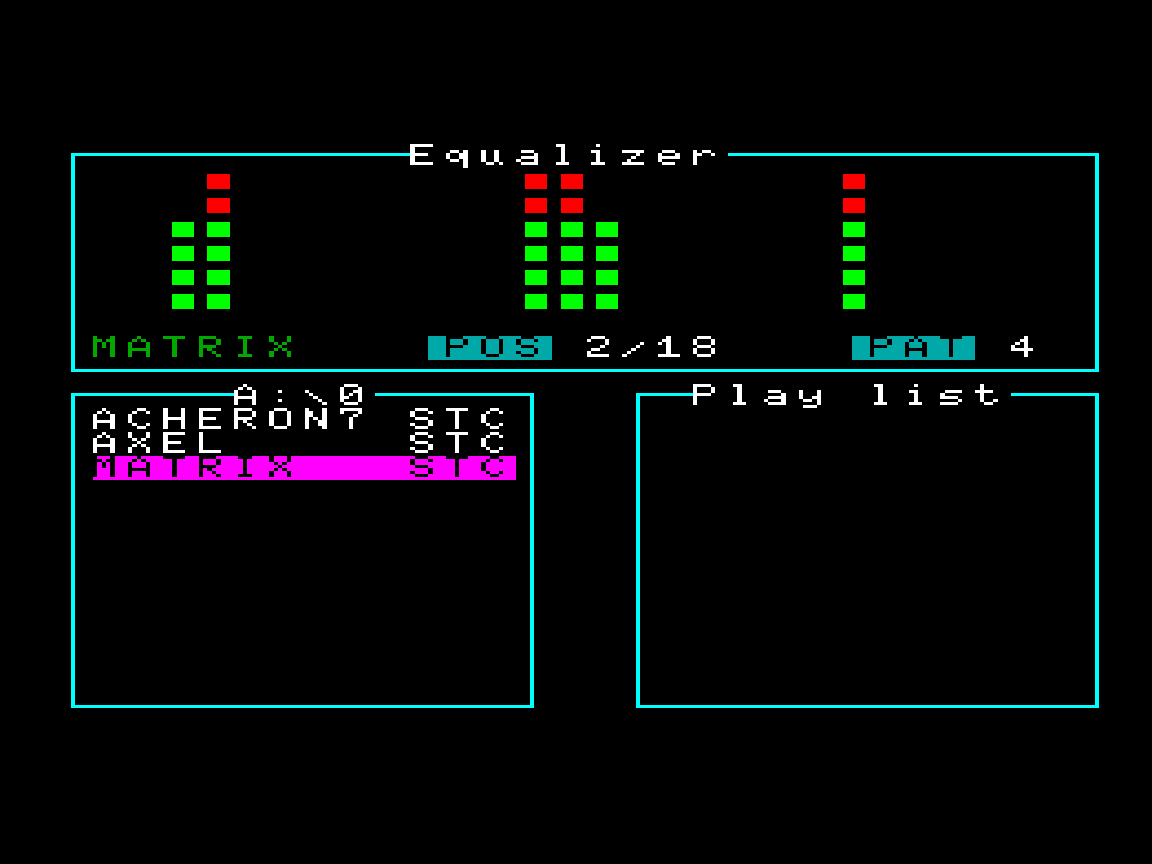 Equalizer
MATRIX POS 2/18 PAT 4
A:\0
ACHERON7 STC
AXEL STC
MATRIX STC
Play list